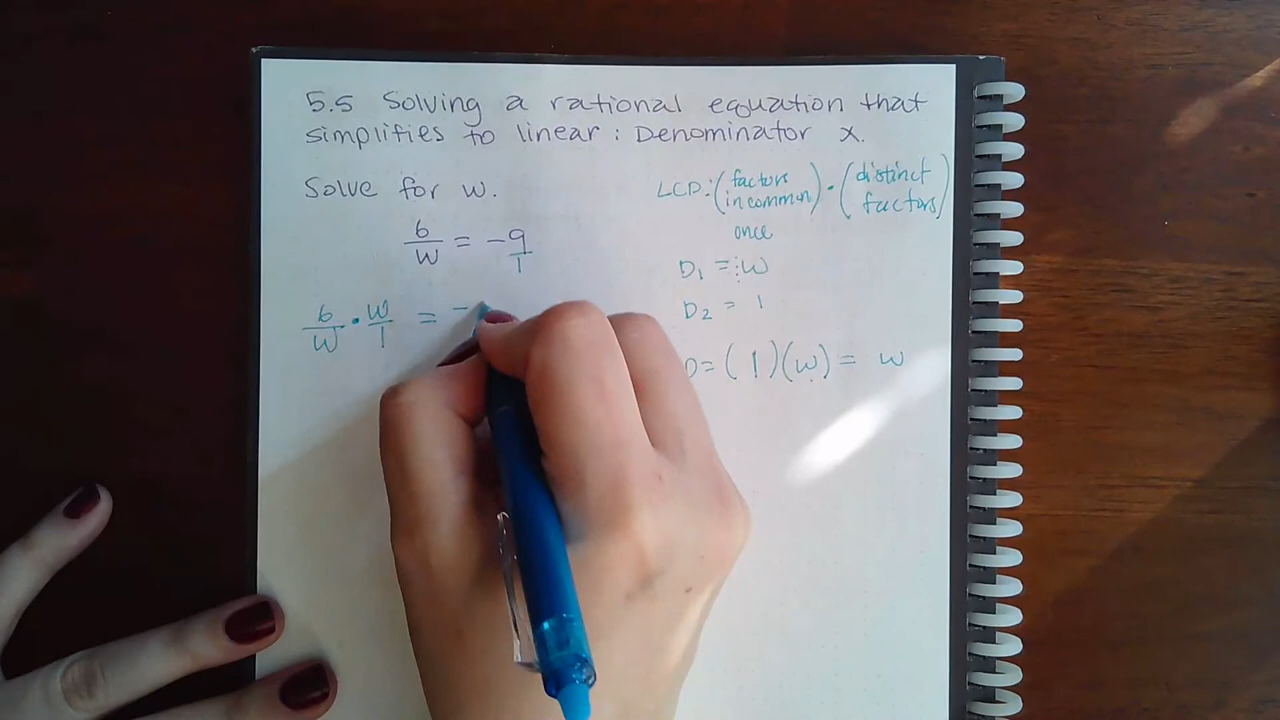 5.5 Solving a rational equation that
simplifies to linear: Denominator x.
Solve for w.
6/w = -9/1
6/w · w/1 = -
LCD: (factors in common) · (distinct factors)
once
D1 = w
D2 = 1
D = (1)(w) = w